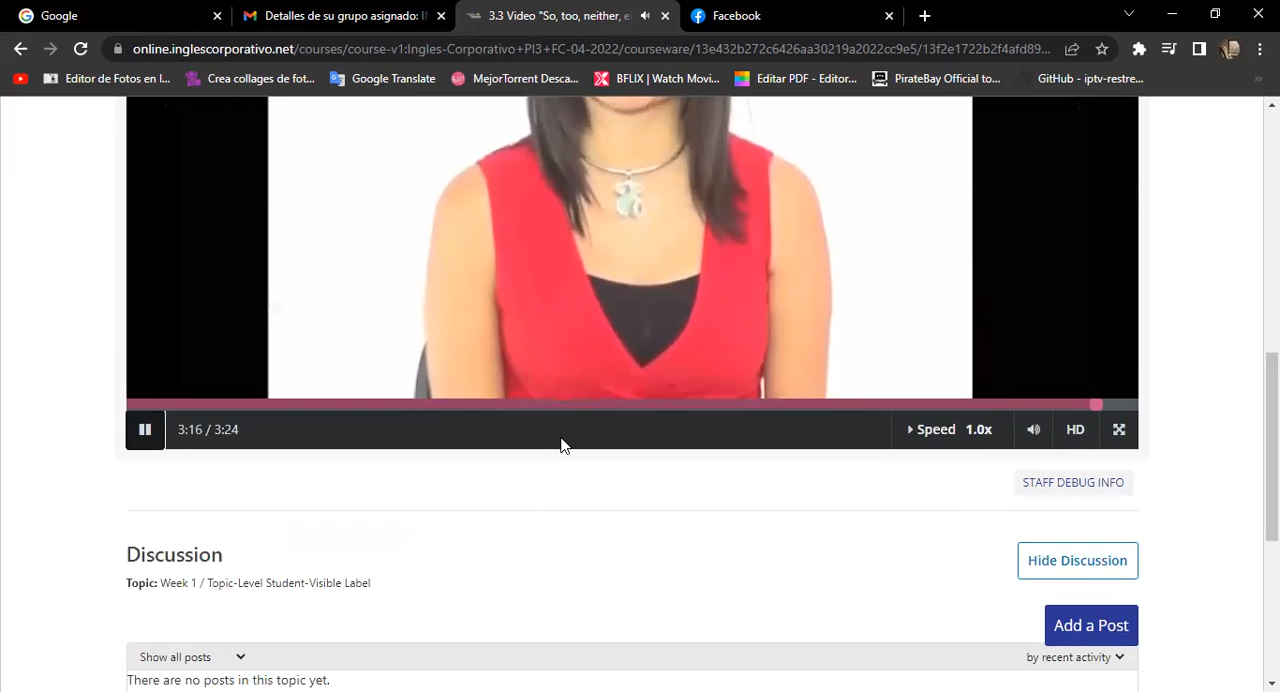 Google
Detalles de su grupo asignado: I
3.3 Video "So, too, neither, e
Facebook
online.inglescorporativo.net/courses/course-v1:Ingles-Corporativo+PI3+FC-04-2022/courseware/13e432b272c6426aa30219a2022cc9e5/13f2e1722b2f4afd89...
Editor de Fotos en l...
Crea collages de fot...
Google Translate
MejorTorrent Desca...
BFLIX | Watch Movi...
Editar PDF - Editor...
PirateBay Official to...
GitHub - iptv-restre...
3:16 / 3:24
Speed 1.0x
HD
STAFF DEBUG INFO
Discussion
Hide Discussion
Topic: Week 1 / Topic-Level Student-Visible Label
Add a Post
Show all posts
by recent activity
There are no posts in this topic yet.